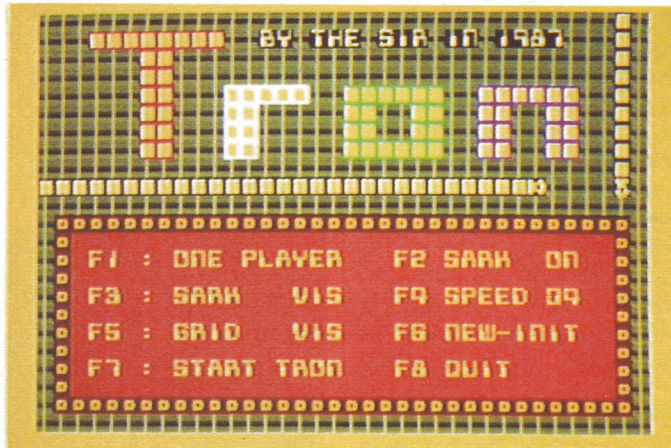 BY THE SIR IN 1987
Tron
F1 : ONE PLAYER F2 SARK ON
F3 : SARK VIS F4 SPEED 04
F5 : GRID VIS F6 NEW-INIT
F7 : START TRON F8 QUIT